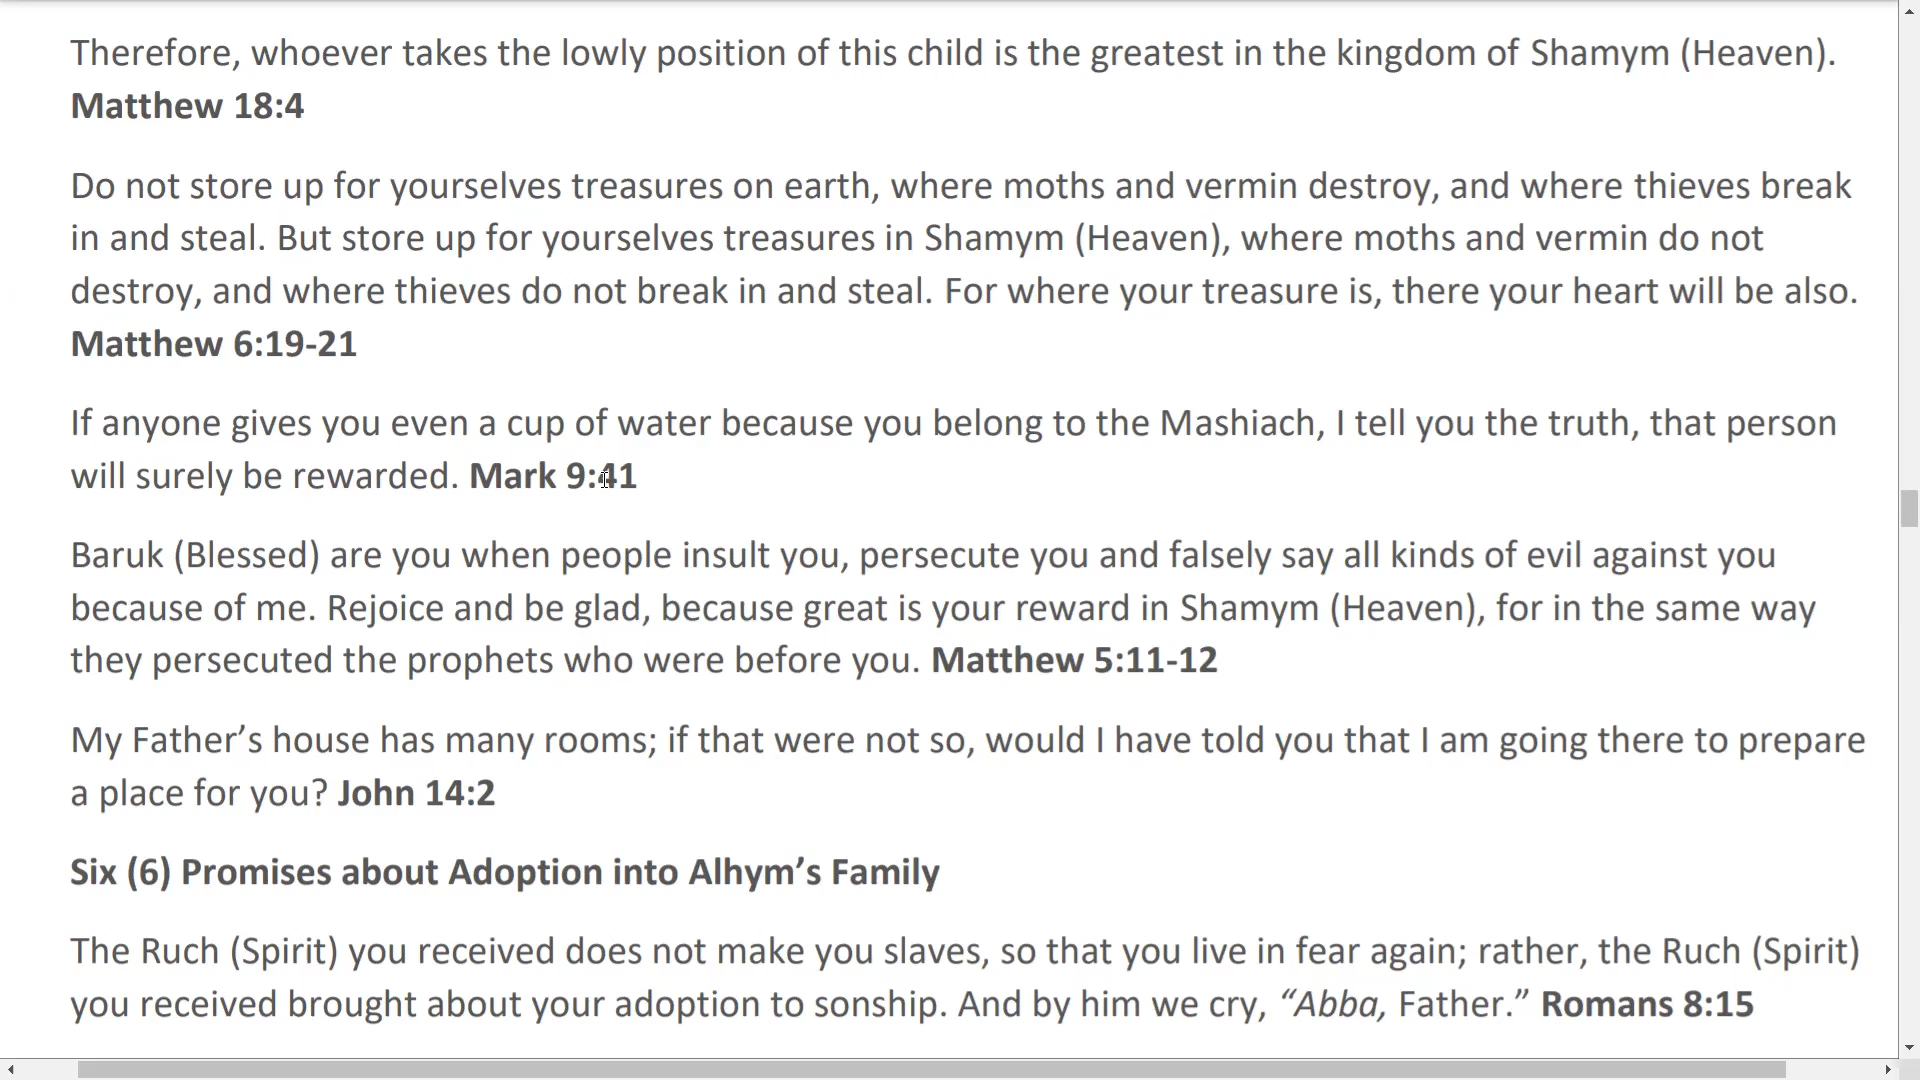 Therefore, whoever takes the lowly position of this child is the greatest in the kingdom of Shamym (Heaven).
Matthew 18:4
Do not store up for yourselves treasures on earth, where moths and vermin destroy, and where thieves break
in and steal. But store up for yourselves treasures in Shamym (Heaven), where moths and vermin do not
destroy, and where thieves do not break in and steal. For where your treasure is, there your heart will be also.
Matthew 6:19-21
If anyone gives you even a cup of water because you belong to the Mashiach, I tell you the truth, that person
will surely be rewarded. Mark 9:41
Baruk (Blessed) are you when people insult you, persecute you and falsely say all kinds of evil against you
because of me. Rejoice and be glad, because great is your reward in Shamym (Heaven), for in the same way
they persecuted the prophets who were before you. Matthew 5:11-12
My Father’s house has many rooms; if that were not so, would I have told you that I am going there to prepare
a place for you? John 14:2
Six (6) Promises about Adoption into Alhym’s Family
The Ruch (Spirit) you received does not make you slaves, so that you live in fear again; rather, the Ruch (Spirit)
you received brought about your adoption to sonship. And by him we cry, “Abba, Father.” Romans 8:15